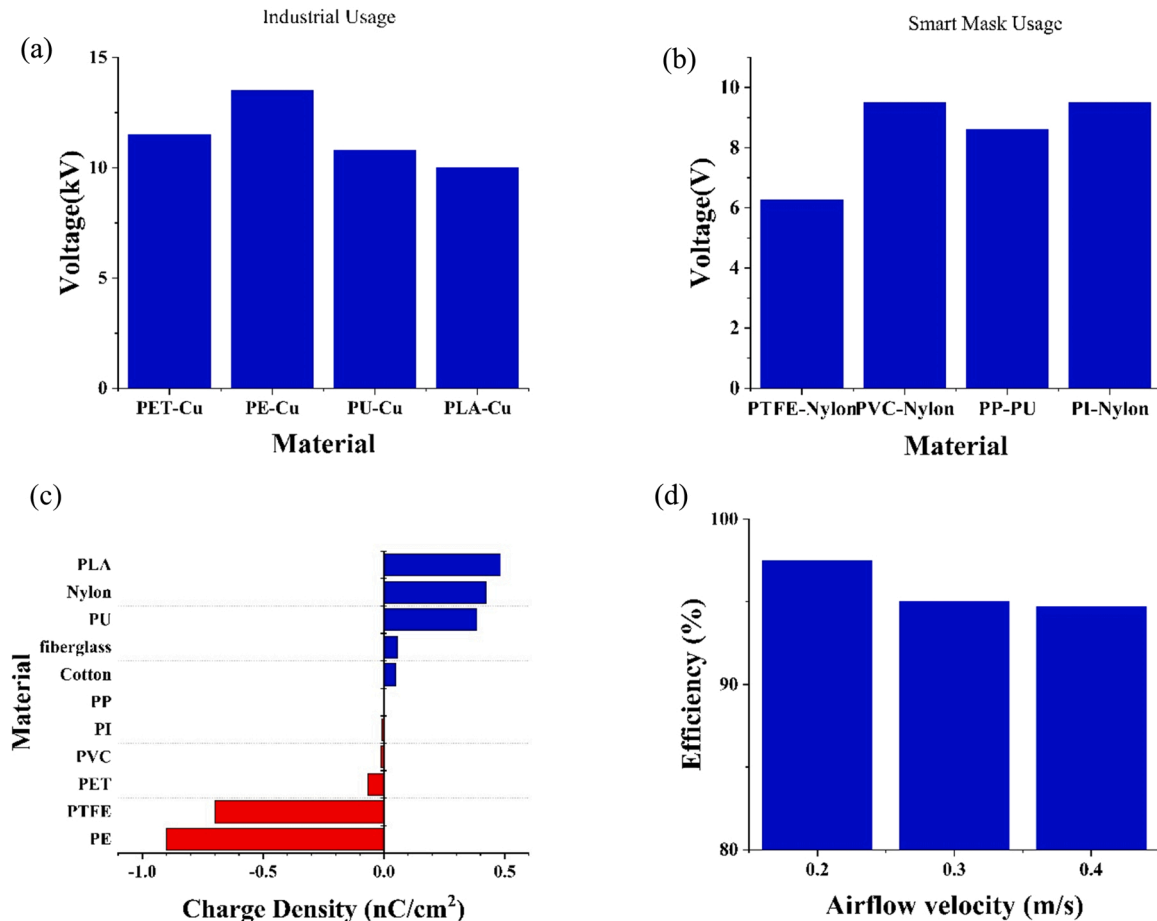 Industrial Usage
(a)
15
10
5
0
Voltage(kV)
PET-Cu PE-Cu PU-Cu PLA-Cu
Material
Smart Mask Usage
(b)
10
8
6
4
2
0
Voltage(V)
PTFE-Nylon PVC-Nylon PP-PU PI-Nylon
Material
(c)
Material
PLA
Nylon
PU
fiberglass
Cotton
PP
PI
PVC
PET
PTFE
PE
-1.0 -0.5 0.0 0.5
Charge Density (nC/cm²)
(d)
100
90
80
Efficiency (%)
0.2 0.3 0.4
Airflow velocity (m/s)